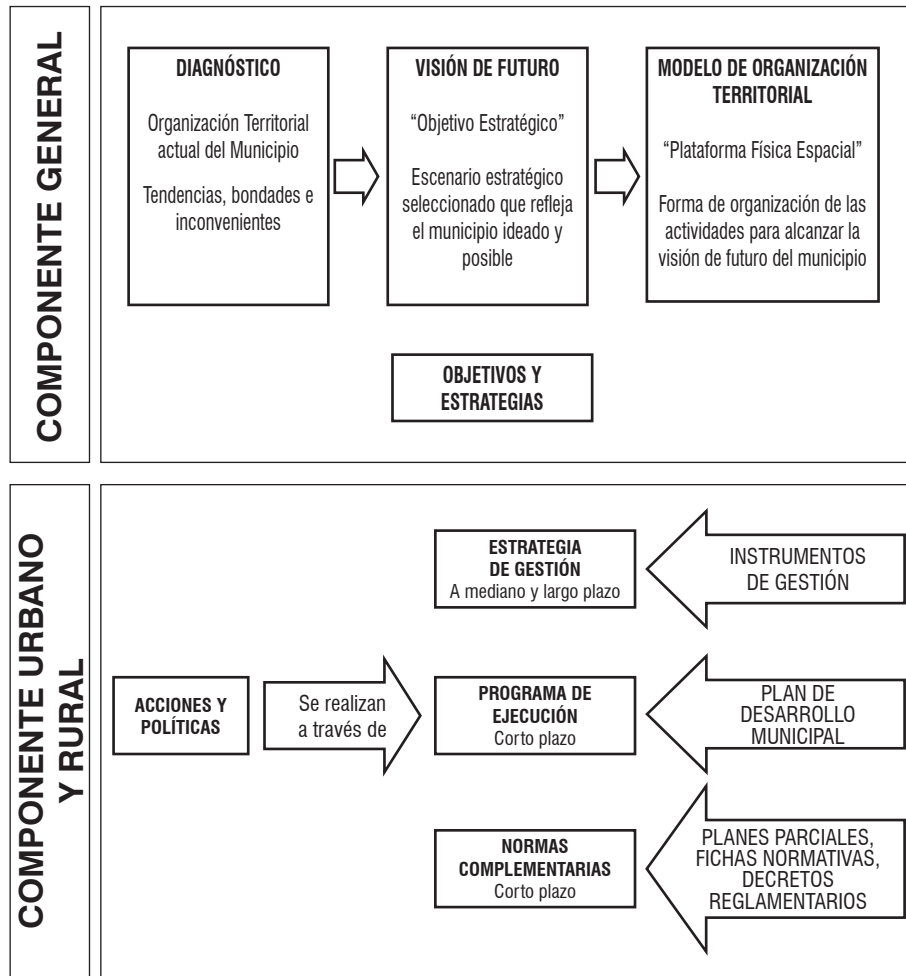 COMPONENTE GENERAL
DIAGNÓSTICO
Organización Territorial
actual del Municipio
Tendencias, bondades e
inconvenientes
VISIÓN DE FUTURO
“Objetivo Estratégico”
Escenario estratégico
seleccionado que refleja
el municipio ideado y
posible
MODELO DE ORGANIZACIÓN
TERRITORIAL
“Plataforma Física Espacial”
Forma de organización de las
actividades para alcanzar la
visión de futuro del municipio
OBJETIVOS Y
ESTRATEGIAS
COMPONENTE URBANO
Y RURAL
ACCIONES Y
POLÍTICAS
Se realizan
a través de
ESTRATEGIA
DE GESTIÓN
A mediano y largo plazo
INSTRUMENTOS
DE GESTIÓN
PROGRAMA DE
EJECUCIÓN
Corto plazo
PLAN DE
DESARROLLO
MUNICIPAL
NORMAS
COMPLEMENTARIAS
Corto plazo
PLANES PARCIALES,
FICHAS NORMATIVAS,
DECRETOS
REGLAMENTARIOS